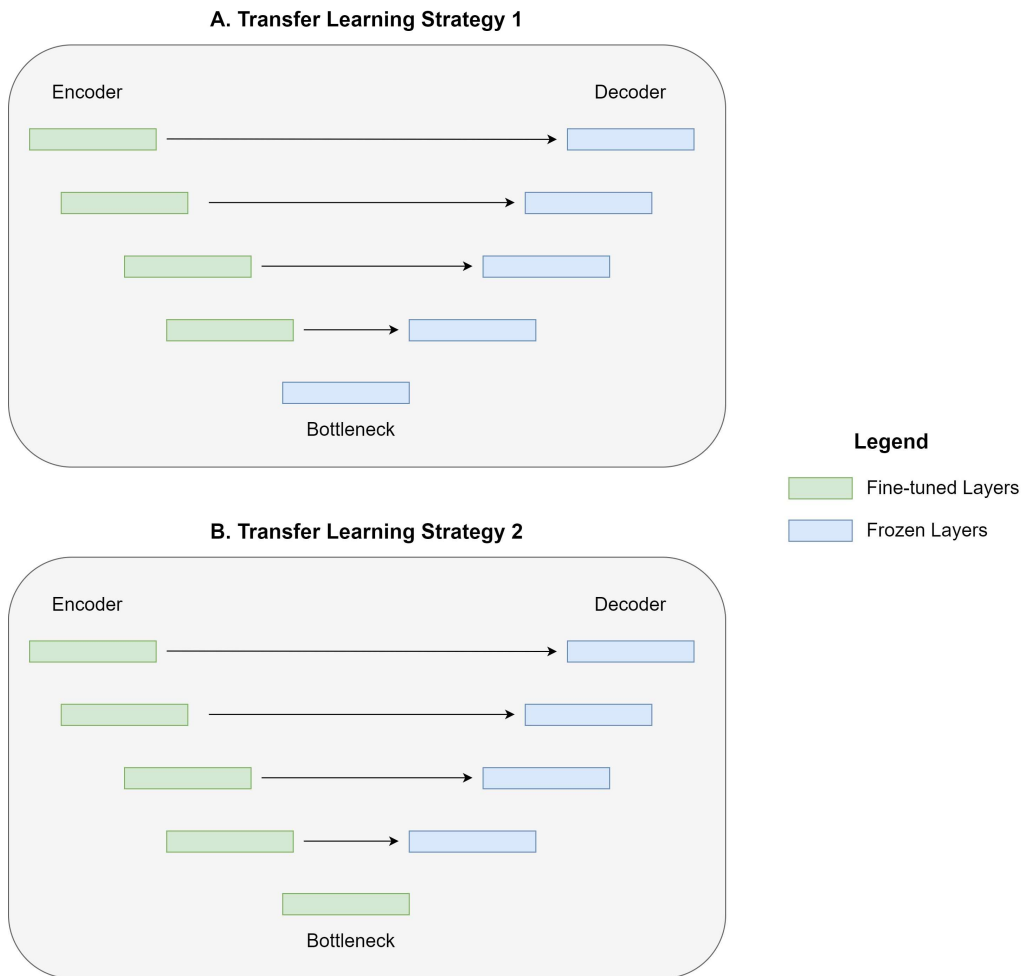 A. Transfer Learning Strategy 1
Encoder
Decoder
Bottleneck
Legend
Fine-tuned Layers
Frozen Layers
B. Transfer Learning Strategy 2
Encoder
Decoder
Bottleneck